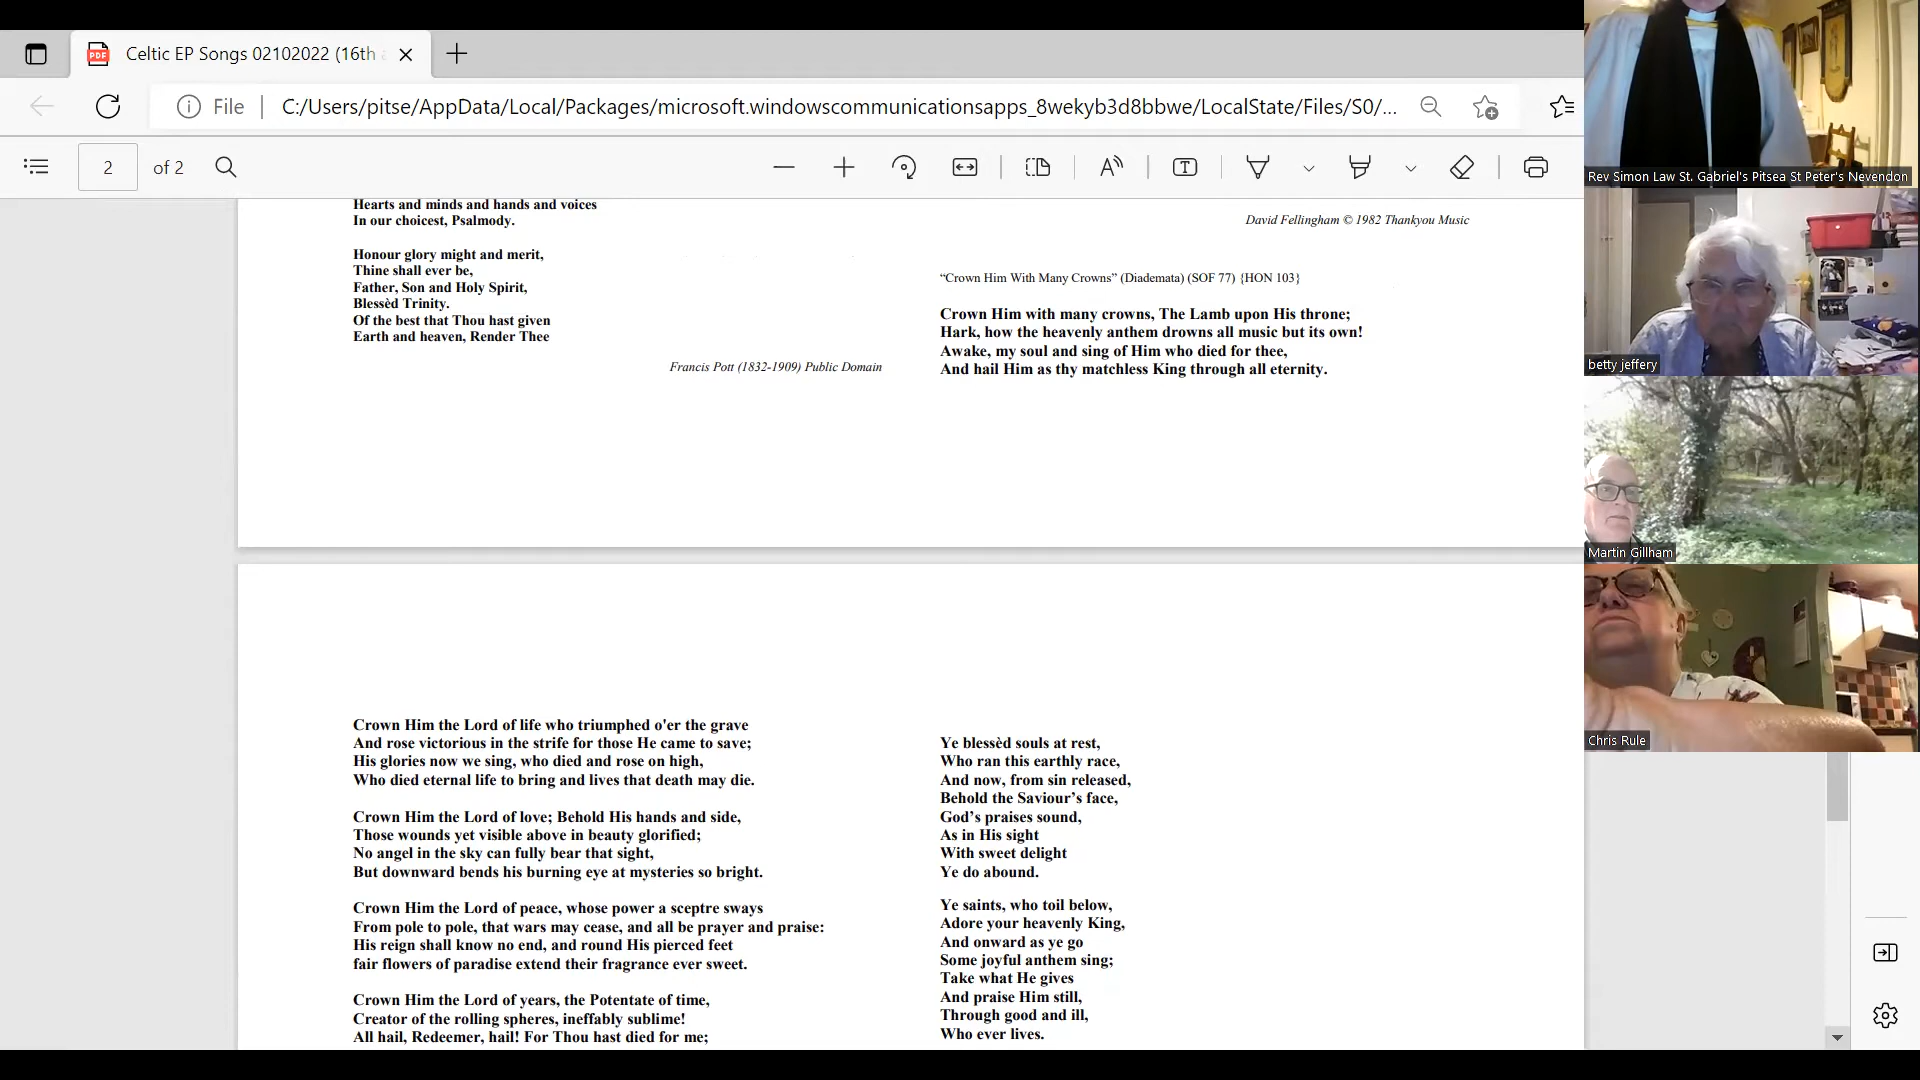 Celtic EP Songs 02102022 (16th
File
C:/Users/pitse/AppData/Local/Packages/microsoft.windowscommunicationsapps_8wekyb3d8bbwe/LocalState/Files/S0/...
2 of 2
Hearts and minds and hands and voices
In our choicest, Psalmody.
Honour glory might and merit,
Thine shall ever be,
Father, Son and Holy Spirit,
Blessèd Trinity.
Of the best that Thou hast given
Earth and heaven, Render Thee
Francis Pott (1832-1909) Public Domain
David Fellingham © 1982 Thankyou Music
“Crown Him With Many Crowns” (Diademata) (SOF 77) {HON 103}
Crown Him with many crowns, The Lamb upon His throne;
Hark, how the heavenly anthem drowns all music but its own!
Awake, my soul and sing of Him who died for thee,
And hail Him as thy matchless King through all eternity.
Crown Him the Lord of life who triumphed o'er the grave
And rose victorious in the strife for those He came to save;
His glories now we sing, who died and rose on high,
Who died eternal life to bring and lives that death may die.
Crown Him the Lord of love; Behold His hands and side,
Those wounds yet visible above in beauty glorified;
No angel in the sky can fully bear that sight,
But downward bends his burning eye at mysteries so bright.
Crown Him the Lord of peace, whose power a sceptre sways
From pole to pole, that wars may cease, and all be prayer and praise:
His reign shall know no end, and round His pierced feet
fair flowers of paradise extend their fragrance ever sweet.
Crown Him the Lord of years, the Potentate of time,
Creator of the rolling spheres, ineffably sublime!
All hail, Redeemer, hail! For Thou hast died for me;
Ye blessèd souls at rest,
Who ran this earthly race,
And now, from sin released,
Behold the Saviour’s face,
God’s praises sound,
As in His sight
With sweet delight
Ye do abound.
Ye saints, who toil below,
Adore your heavenly King,
And onward as ye go
Some joyful anthem sing;
Take what He gives
And praise Him still,
Through good and ill,
Who ever lives.
Rev Simon Law St. Gabriel's Pitsea St Peter's Nevendon
betty jeffery
Martin Gillham
Chris Rule